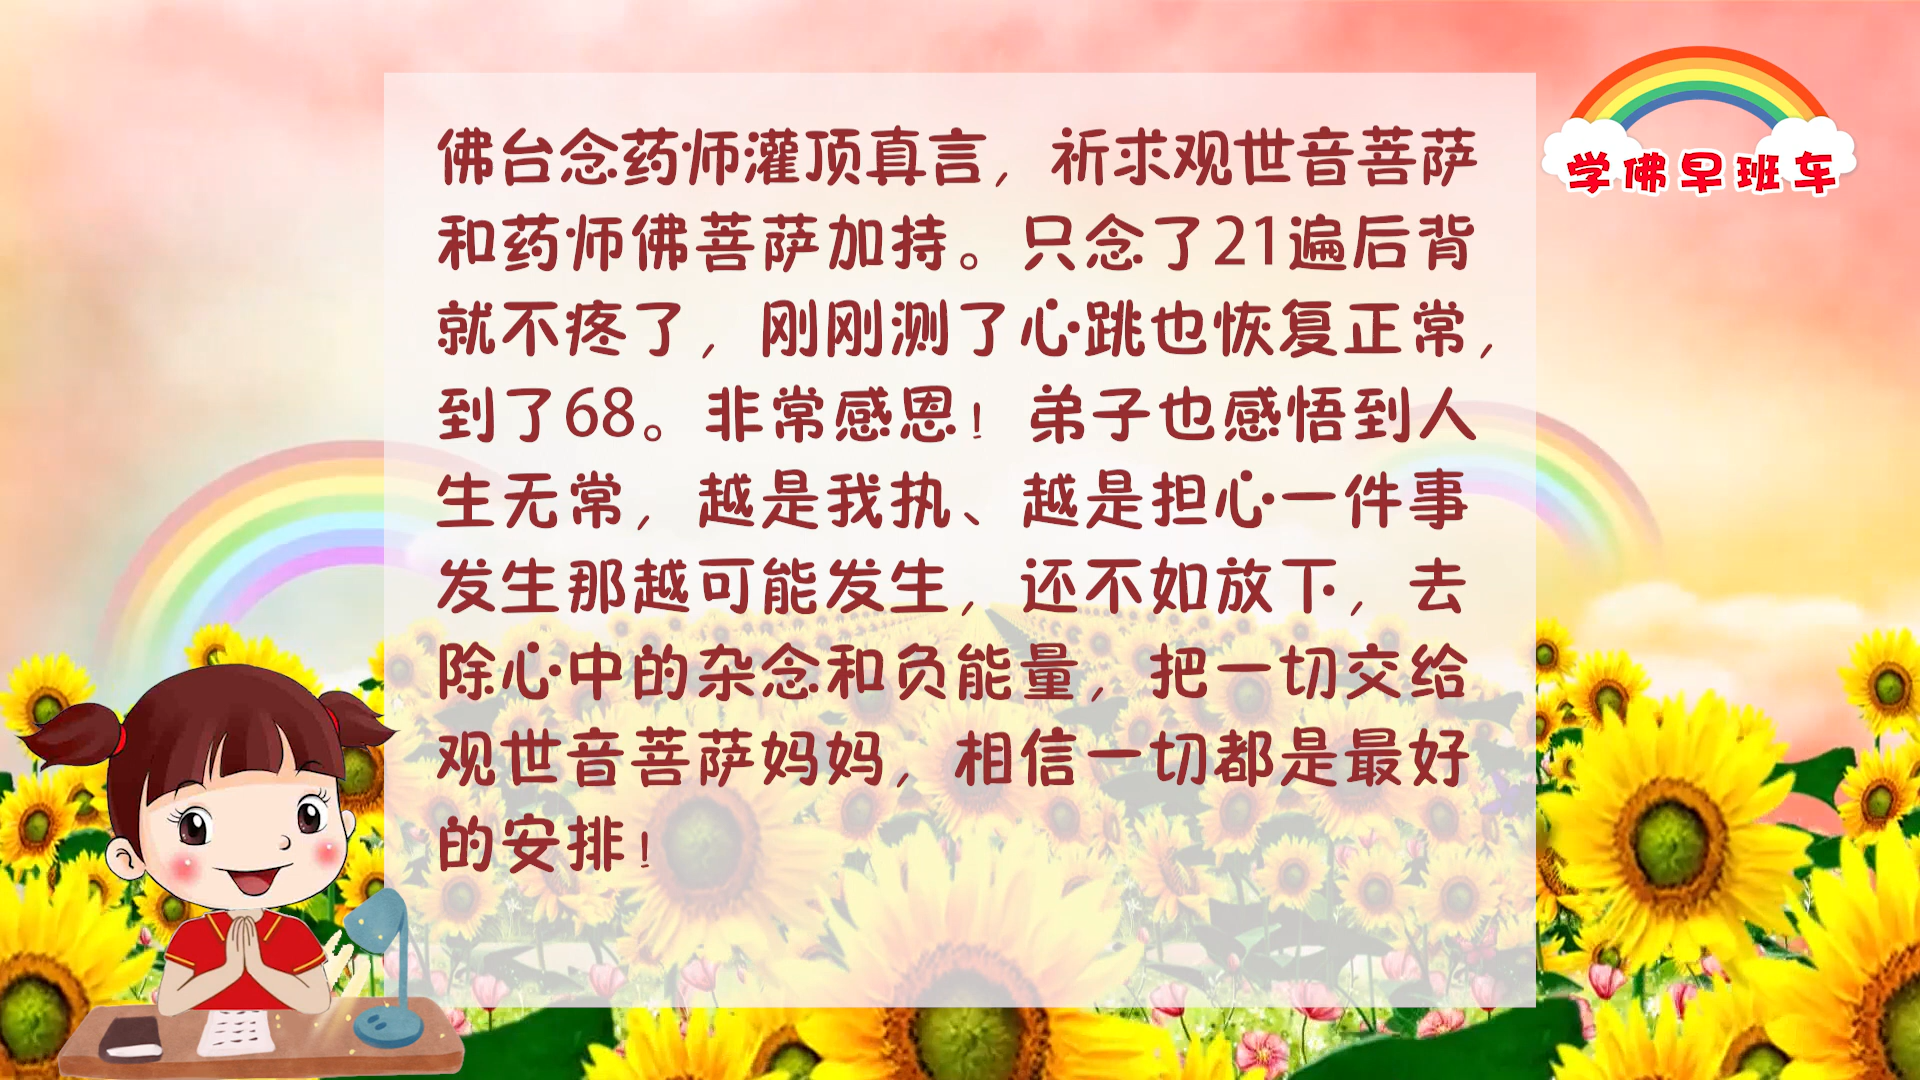 佛台念药师灌顶真言，祈求观世音菩萨
和药师佛菩萨加持。只念了21遍后背
就不疼了，刚刚测了心跳也恢复正常，
到了68。非常感恩！弟子也感悟到人
生无常，越是我执、越是担心一件事
发生那越可能发生，还不如放下，去
除心中的杂念和负能量，把一切交给
观世音菩萨妈妈，相信一切都是最好
的安排！
学佛早班车